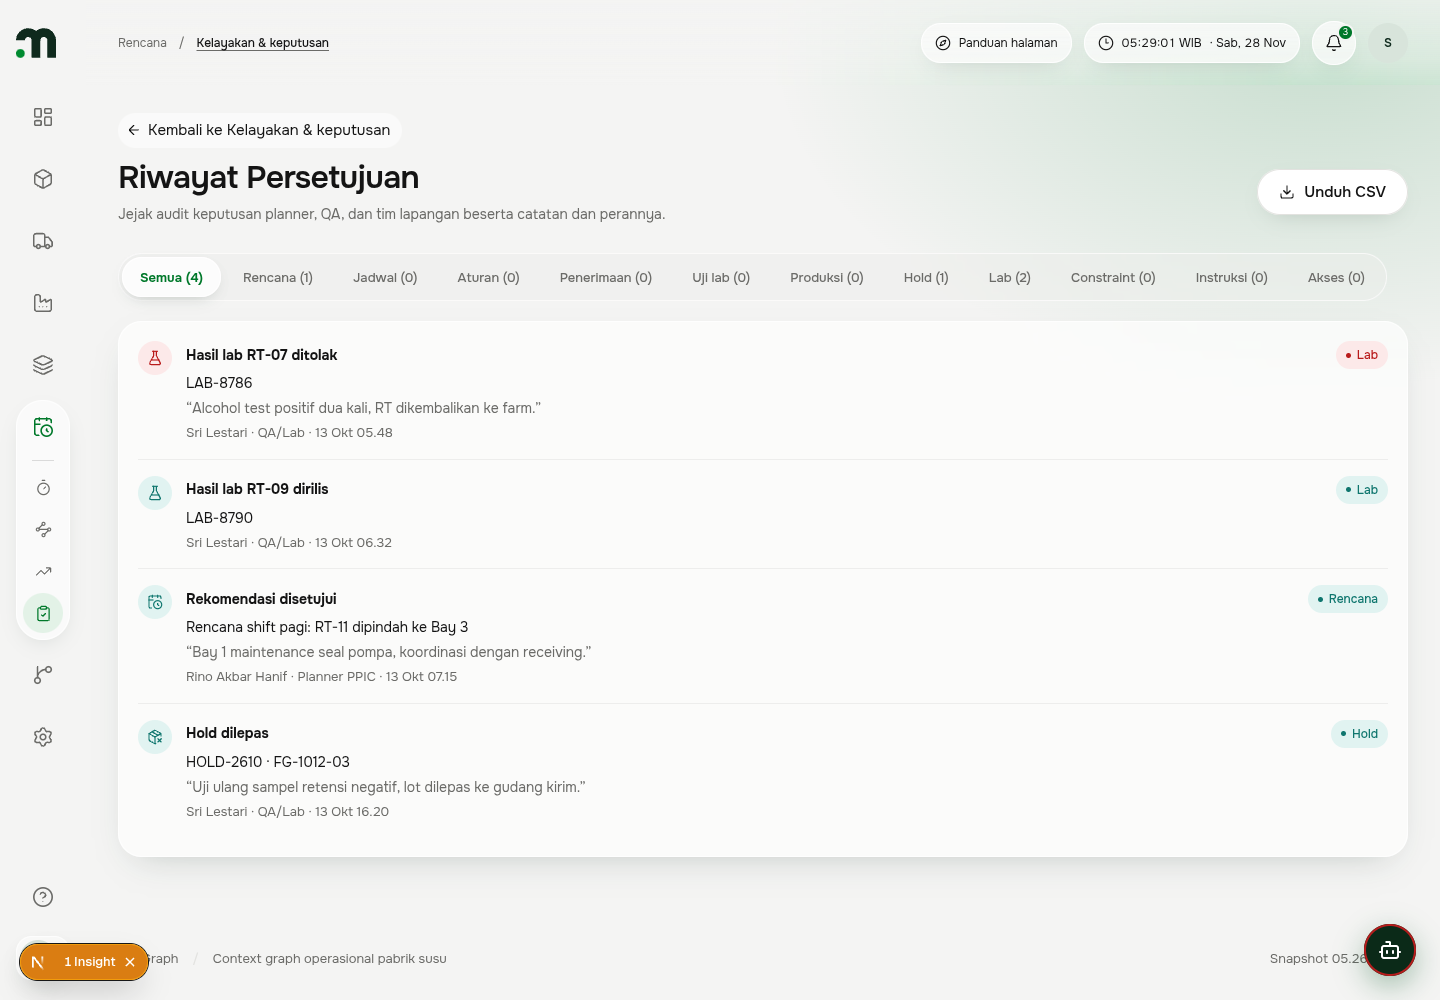 Rencana / Kelayakan & keputusan
Panduan halaman
05:29:01 WIB · Sab, 28 Nov
3
S
Kembali ke Kelayakan & keputusan
Riwayat Persetujuan
Jejak audit keputusan planner, QA, dan tim lapangan beserta catatan dan perannya.
Unduh CSV
Semua (4)
Rencana (1)
Jadwal (0)
Aturan (0)
Penerimaan (0)
Uji lab (0)
Produksi (0)
Hold (1)
Lab (2)
Constraint (0)
Instruksi (0)
Akses (0)
Hasil lab RT-07 ditolak
Lab
LAB-8786
“Alcohol test positif dua kali, RT dikembalikan ke farm.”
Sri Lestari · QA/Lab · 13 Okt 05.48
Hasil lab RT-09 dirilis
Lab
LAB-8790
Sri Lestari · QA/Lab · 13 Okt 06.32
Rekomendasi disetujui
Rencana
Rencana shift pagi: RT-11 dipindah ke Bay 3
“Bay 1 maintenance seal pompa, koordinasi dengan receiving.”
Rino Akbar Hanif · Planner PPIC · 13 Okt 07.15
Hold dilepas
Hold
HOLD-2610 · FG-1012-03
“Uji ulang sampel retensi negatif, lot dilepas ke gudang kirim.”
Sri Lestari · QA/Lab · 13 Okt 16.20
1 Insight
Graph / Context graph operasional pabrik susu
Snapshot 05.26